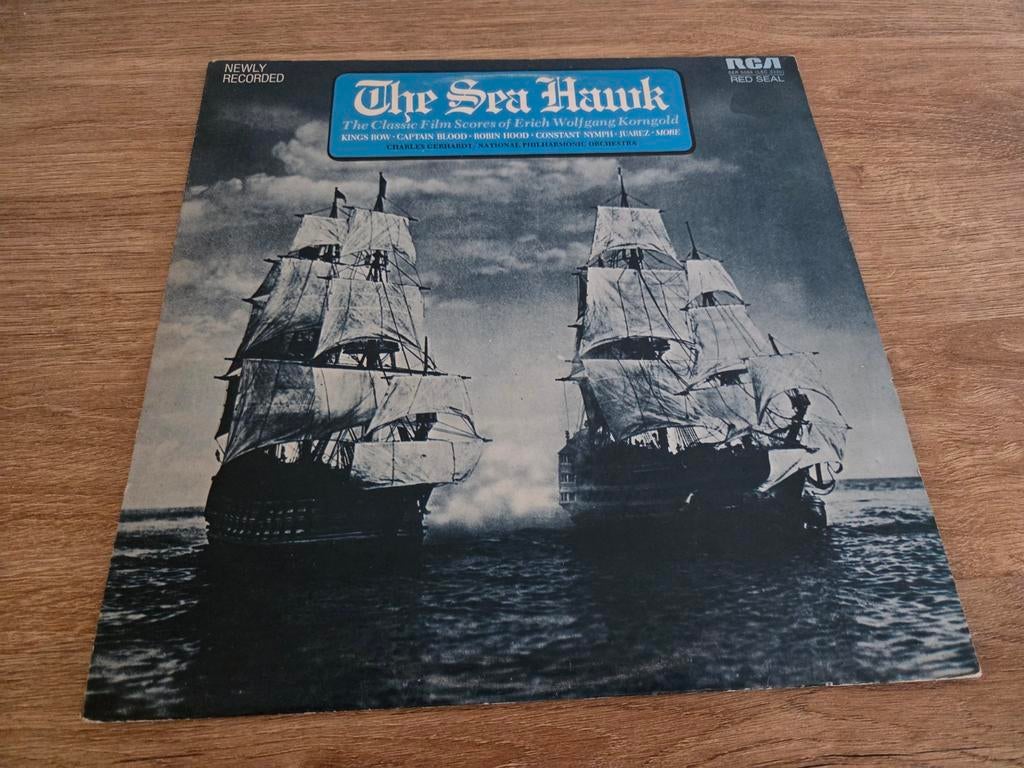 NEWLY
RECORDED
The Sea Hawk
The Classic Film Scores of Erich Wolfgang Korngold
KINGS ROW · CAPTAIN BLOOD · ROBIN HOOD · CONSTANT NYMPH · JUAREZ · MORE
CHARLES GERHARDT / NATIONAL PHILHARMONIC ORCHESTRA
RCA
RED SEAL